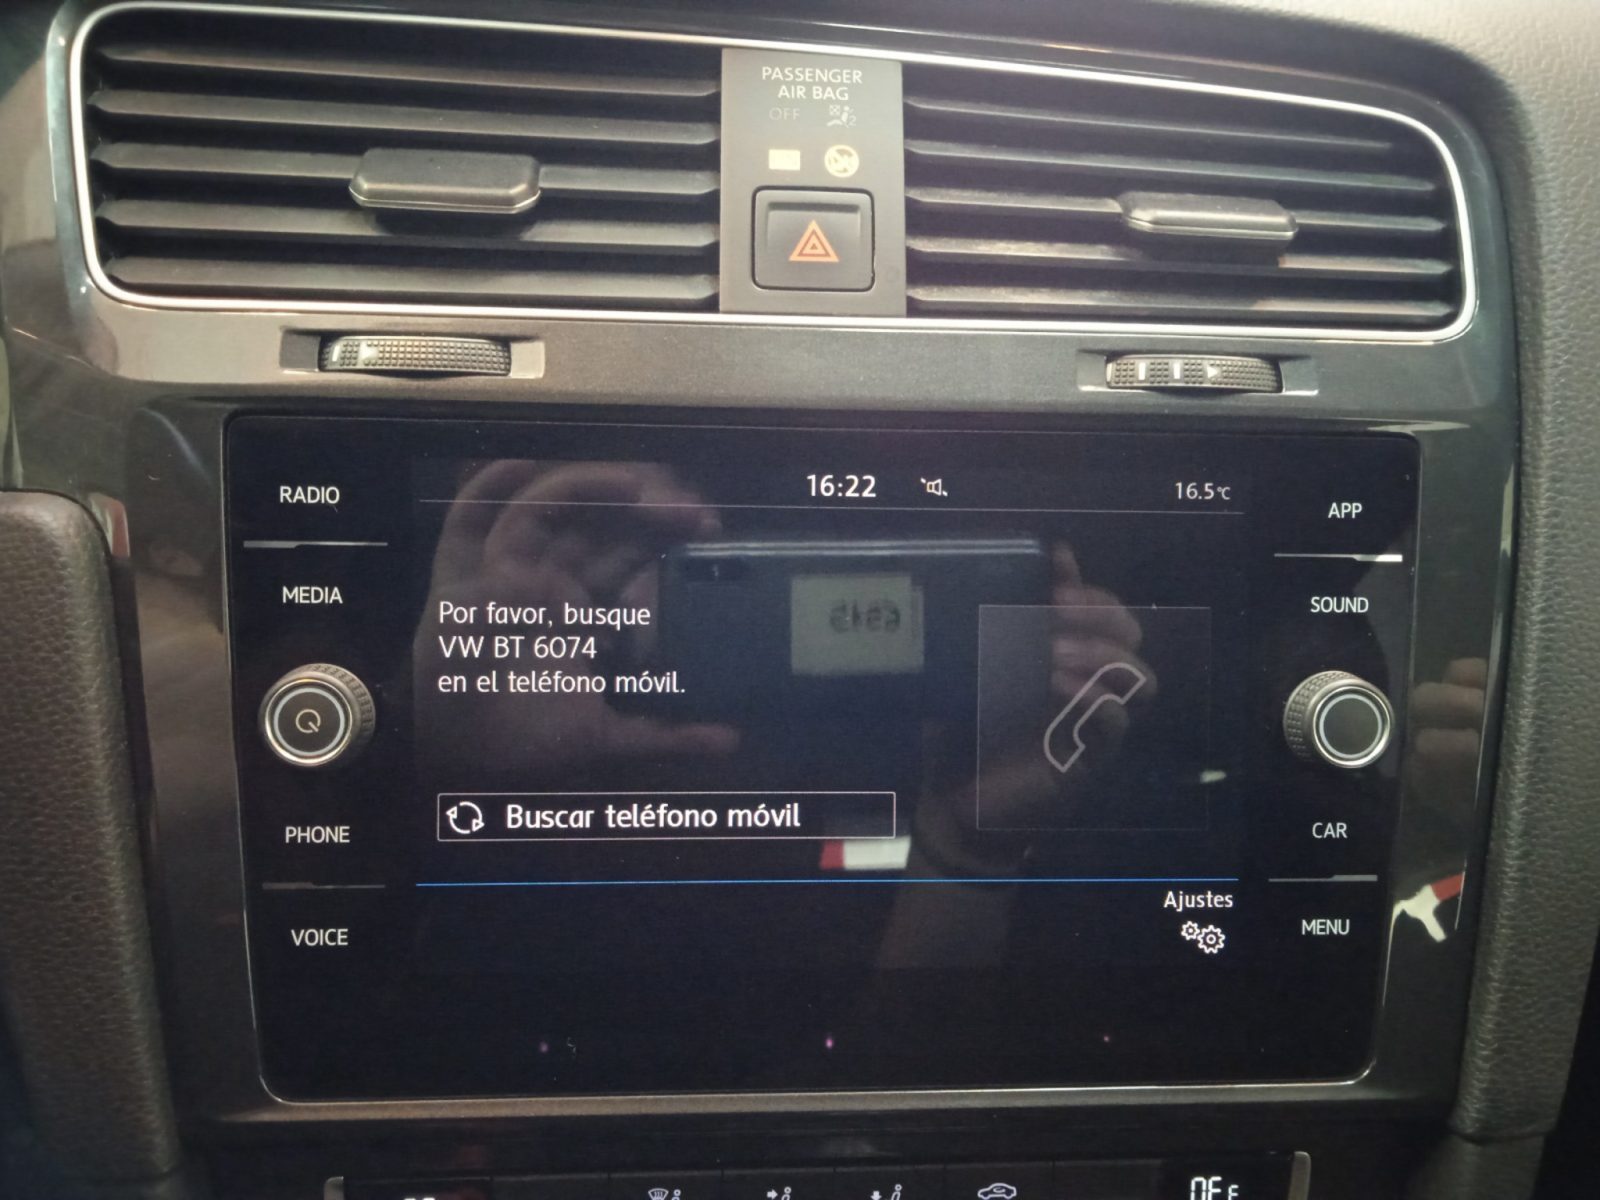 PASSENGER
AIR BAG
OFF
16:22
16.5°C
RADIO
APP
MEDIA
SOUND
Por favor, busque
VW BT 6074
en el teléfono móvil.
Buscar teléfono móvil
PHONE
CAR
Ajustes
VOICE
MENU